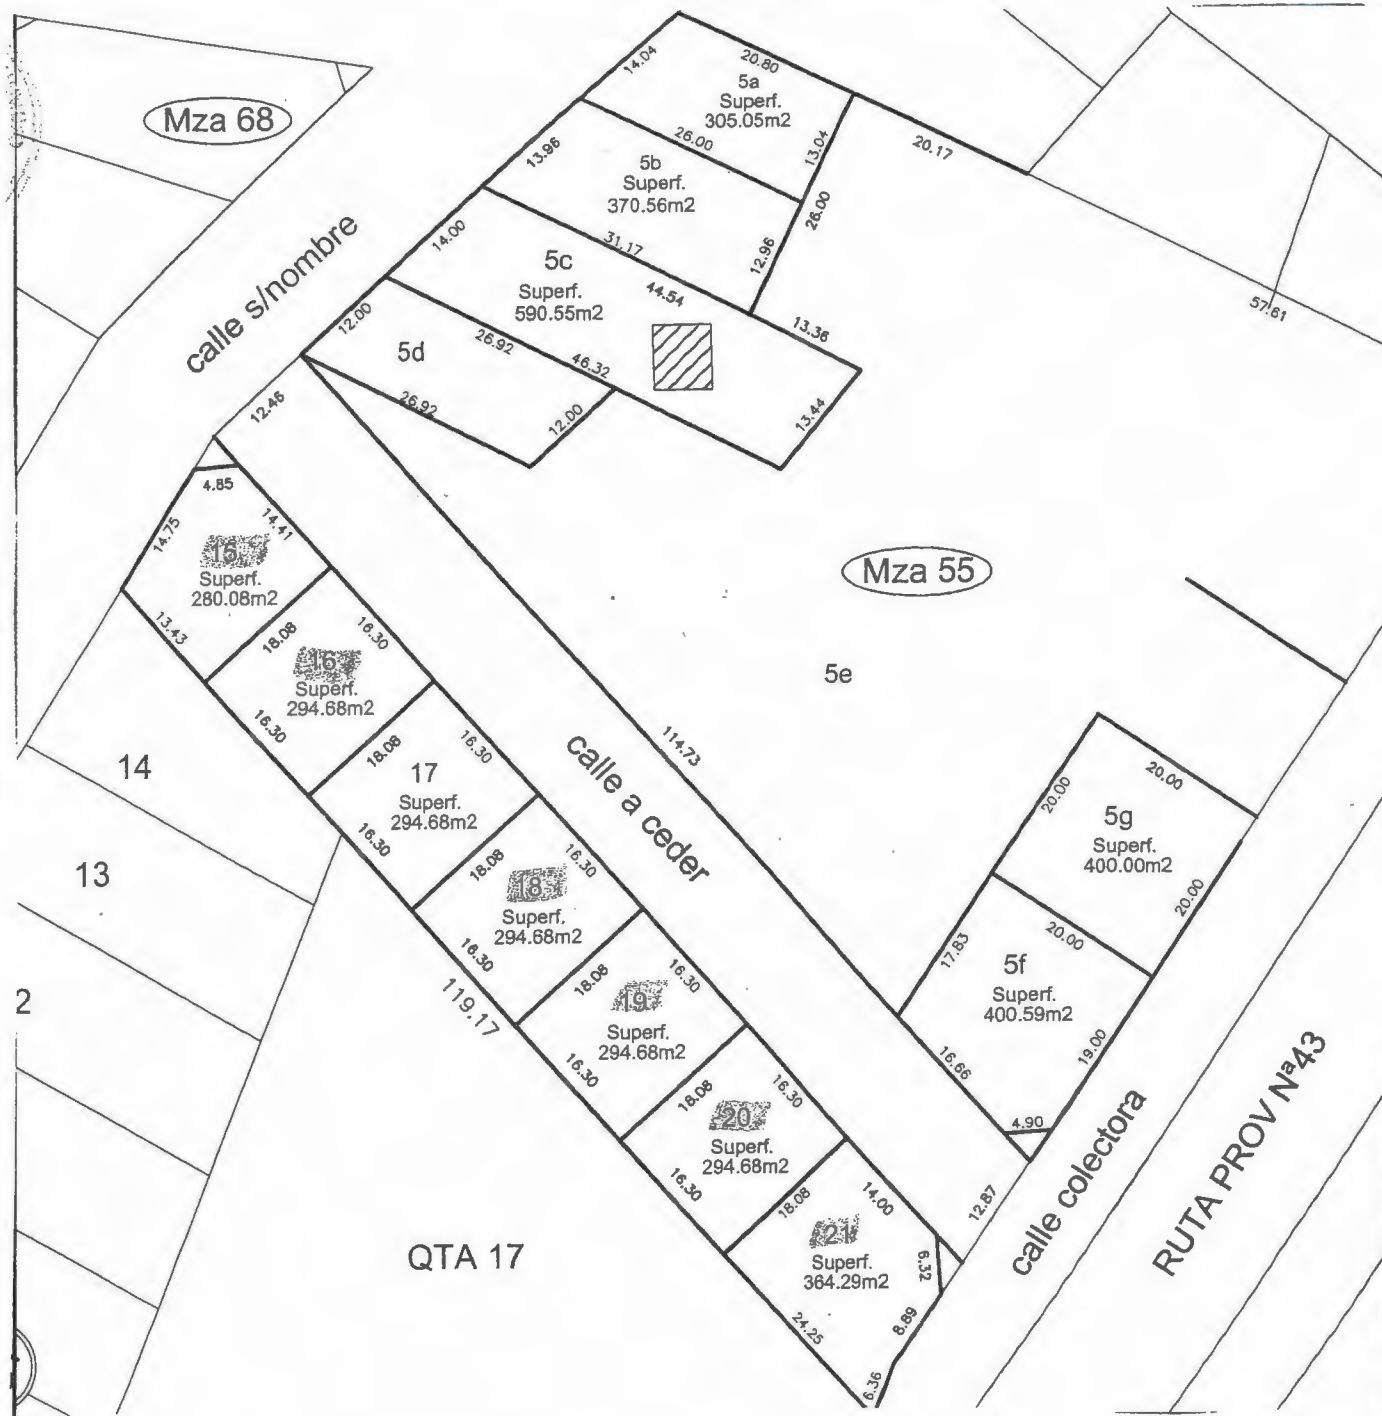 Mza 68
calle s/nombre
14.04
20.80
5a
Superf.
305.05m2
13.04
20.17
13.96
26.00
5b
Superf.
370.56m2
26.00
12.96
14.00
31.17
5c
Superf.
590.55m2
44.54
13.36
57.61
12.00
26.92
46.32
5d
26.92
12.00
13.44
12.46
4.85
14.75
14.41
15
Superf.
280.08m2
13.43
18.08
16.30
16
Superf.
294.68m2
16.30
18.08
16.30
17
Superf.
294.68m2
16.30
18.08
16.30
18
Superf.
294.68m2
16.30
18.08
16.30
19
Superf.
294.68m2
16.30
18.08
16.30
20
Superf.
294.68m2
16.30
18.08
14.00
21
Superf.
364.29m2
6.32
8.89
24.25
6.36
119.17
Mza 55
5e
114.73
calle a ceder
20.00
20.00
5g
Superf.
400.00m2
20.00
17.83
20.00
5f
Superf.
400.59m2
19.00
16.66
4.90
12.87
calle colectora
RUTA PROV Nª43
14
13
2
QTA 17